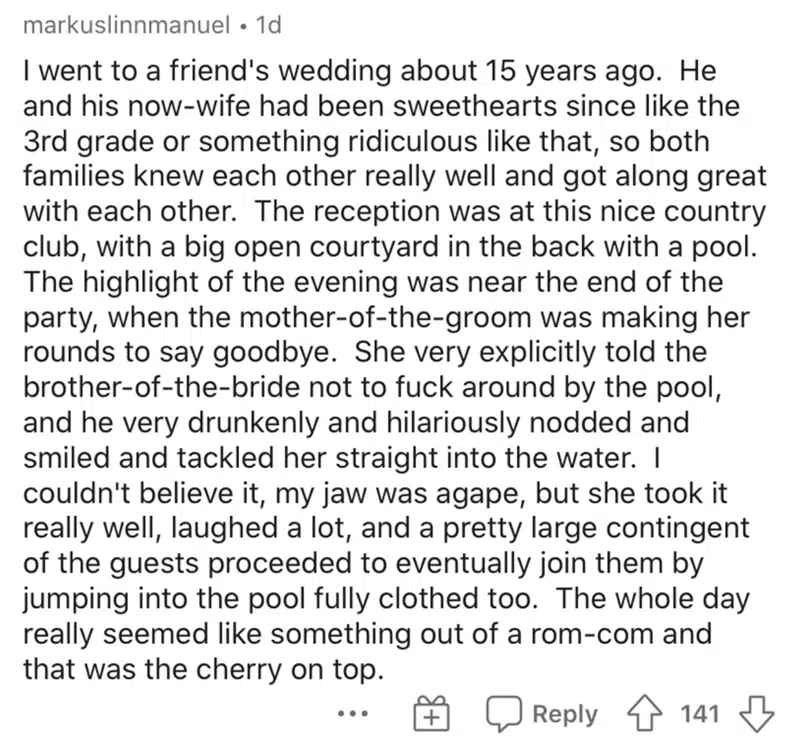 markuslinnmanuel • 1d
I went to a friend's wedding about 15 years ago.  He
and his now-wife had been sweethearts since like the
3rd grade or something ridiculous like that, so both
families knew each other really well and got along great
with each other.  The reception was at this nice country
club, with a big open courtyard in the back with a pool.
The highlight of the evening was near the end of the
party, when the mother-of-the-groom was making her
rounds to say goodbye.  She very explicitly told the
brother-of-the-bride not to fuck around by the pool,
and he very drunkenly and hilariously nodded and
smiled and tackled her straight into the water.  I
couldn't believe it, my jaw was agape, but she took it
really well, laughed a lot, and a pretty large contingent
of the guests proceeded to eventually join them by
jumping into the pool fully clothed too.  The whole day
really seemed like something out of a rom-com and
that was the cherry on top.
... Reply 141